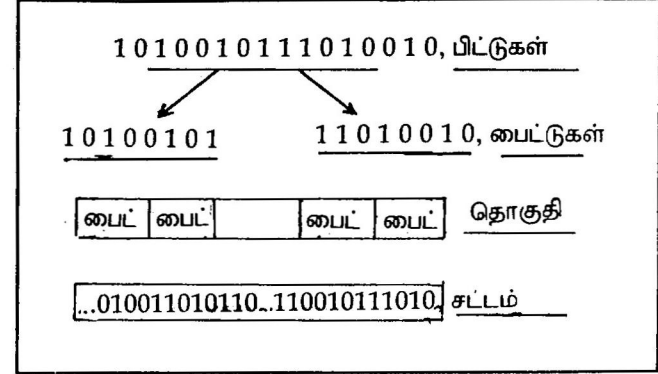 1010010111010010, பிட்டுகள்
10100101 11010010, பைட்டுகள்
பைட் பைட் பைட் பைட் தொகுதி
...010011010110...110010111010. சட்டம்